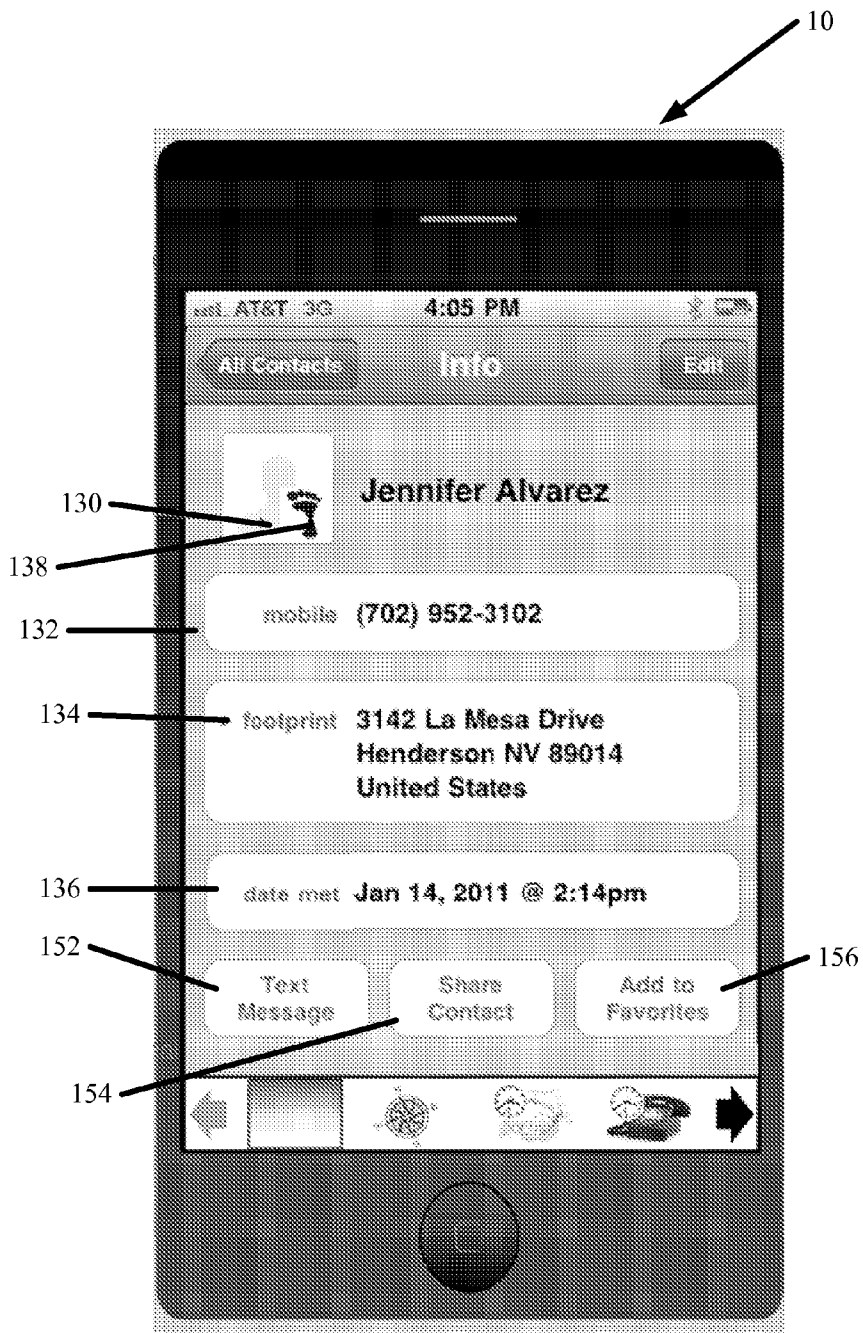 10
AT&T 3G 4:05 PM
All Contacts Info Edit
Jennifer Alvarez
130
138
mobile (702) 952-3102
132
134
footprint 3142 La Mesa Drive
Henderson NV 89014
United States
136
date met Jan 14, 2011 @ 2:14pm
152
156
Text
Message
Share
Contact
Add to
Favorites
154